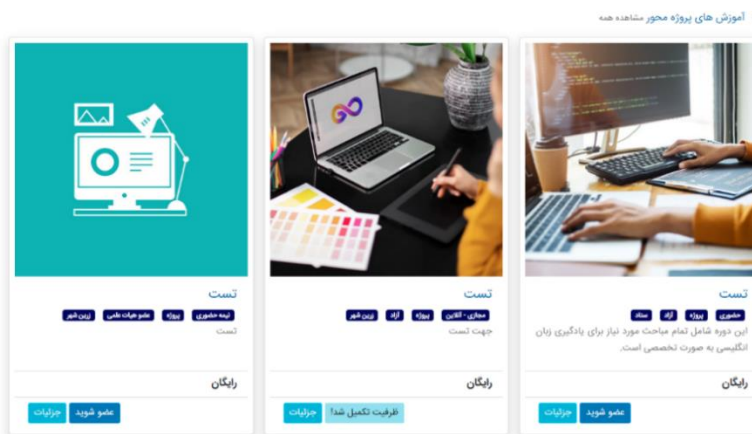 آموزش های پروژه محور مشاهده همه
تست
حضوری پروژه آزاد ستاد
این دوره شامل تمام مباحث مورد نیاز برای یادگیری زبان
انگلیسی به صورت تخصصی است.
رایگان
عضو شوید جزئیات
تست
مجازی - آنلاین پروژه آزاد زرین شهر
جهت تست
رایگان
ظرفیت تکمیل شد! جزئیات
تست
نیمه حضوری پروژه عضو هیات علمی زرین شهر
تست
رایگان
عضو شوید جزئیات